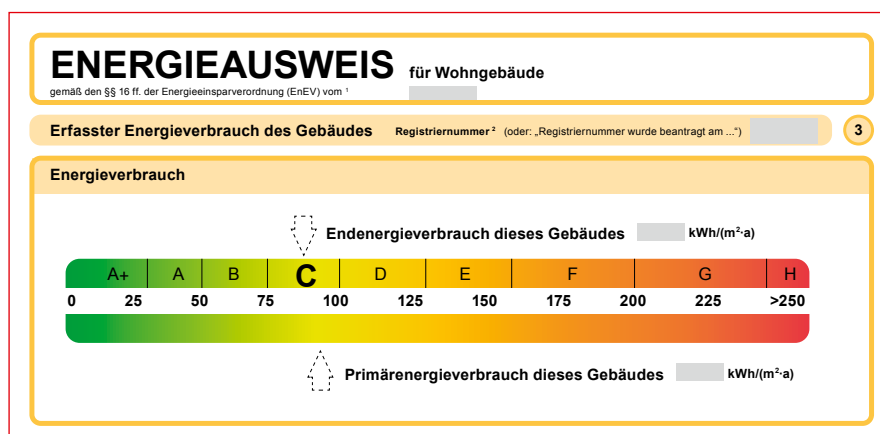 ENERGIEAUSWEIS für Wohngebäude
gemäß den §§ 16 ff. der Energieeinsparverordnung (EnEV) vom ¹
Erfasster Energieverbrauch des Gebäudes Registriernummer ² (oder: „Registriernummer wurde beantragt am ...“) 3
Energieverbrauch
Endenergieverbrauch dieses Gebäudes kWh/(m²·a)
A+ A B C D E F G H
0 25 50 75 100 125 150 175 200 225 >250
Primärenergieverbrauch dieses Gebäudes kWh/(m²·a)